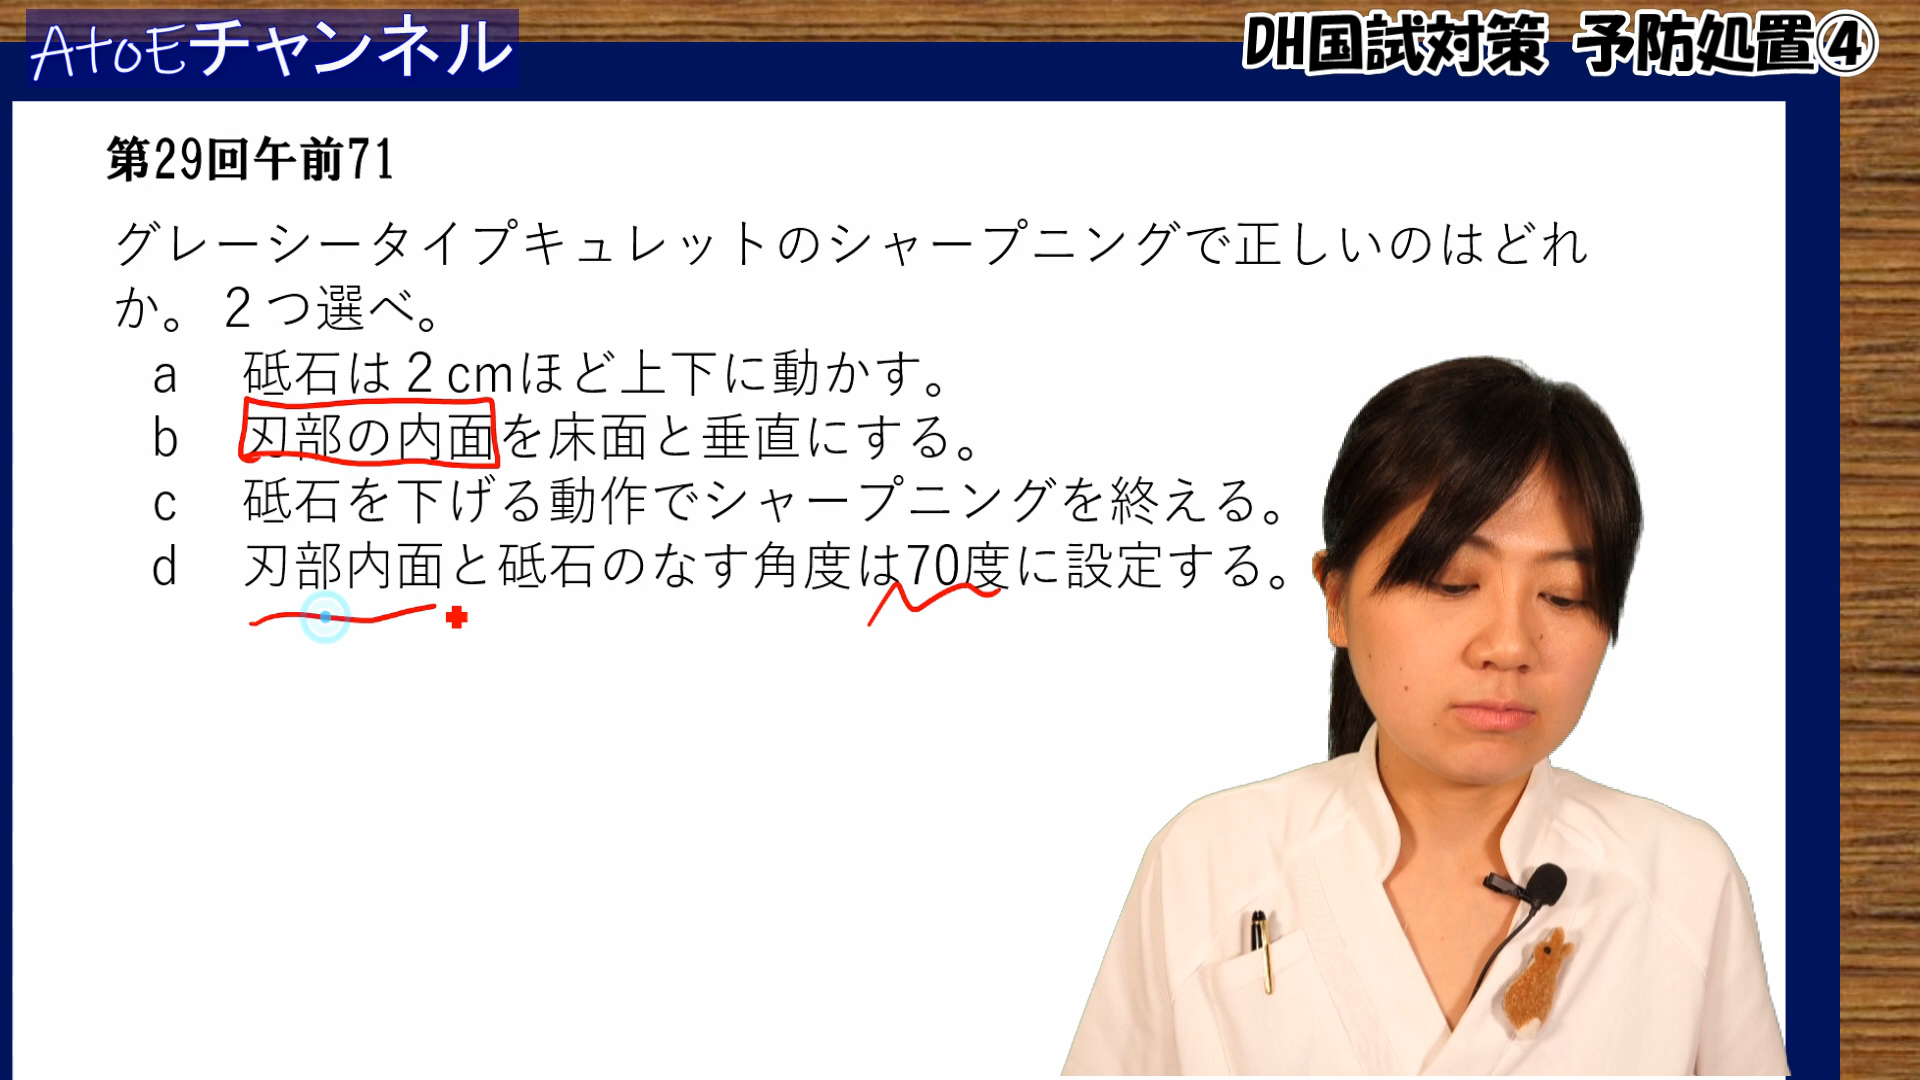 AtoEチャンネル
DH国試対策 予防処置④
第29回午前71
グレーシータイプキュレットのシャープニングで正しいのはどれ
か。２つ選べ。
a 砥石は２cmほど上下に動かす。
b 刃部の内面を床面と垂直にする。
c 砥石を下げる動作でシャープニングを終える。
d 刃部内面と砥石のなす角度は70度に設定する。